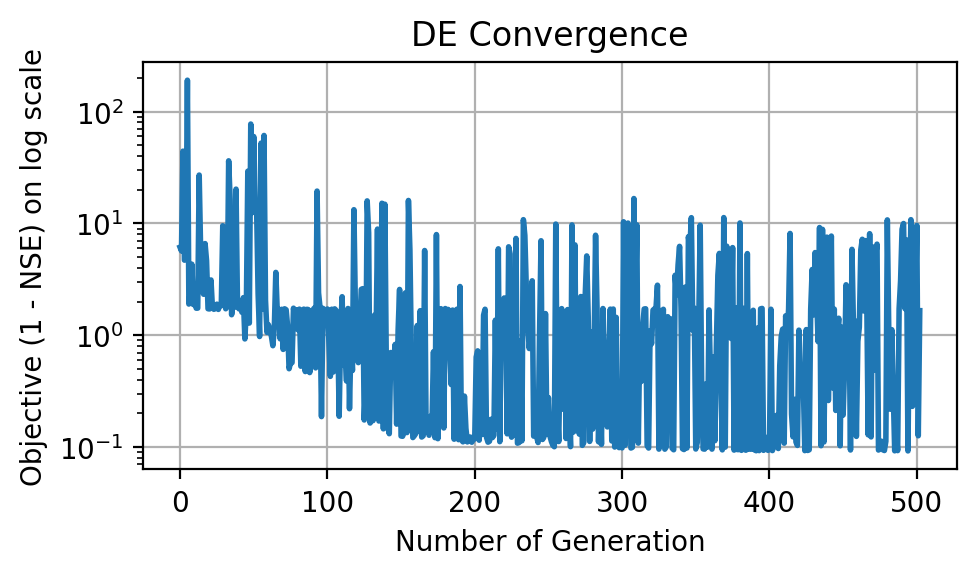 DE Convergence
Objective (1 - NSE) on log scale
10²
10¹
10⁰
10⁻¹
0 100 200 300 400 500
Number of Generation